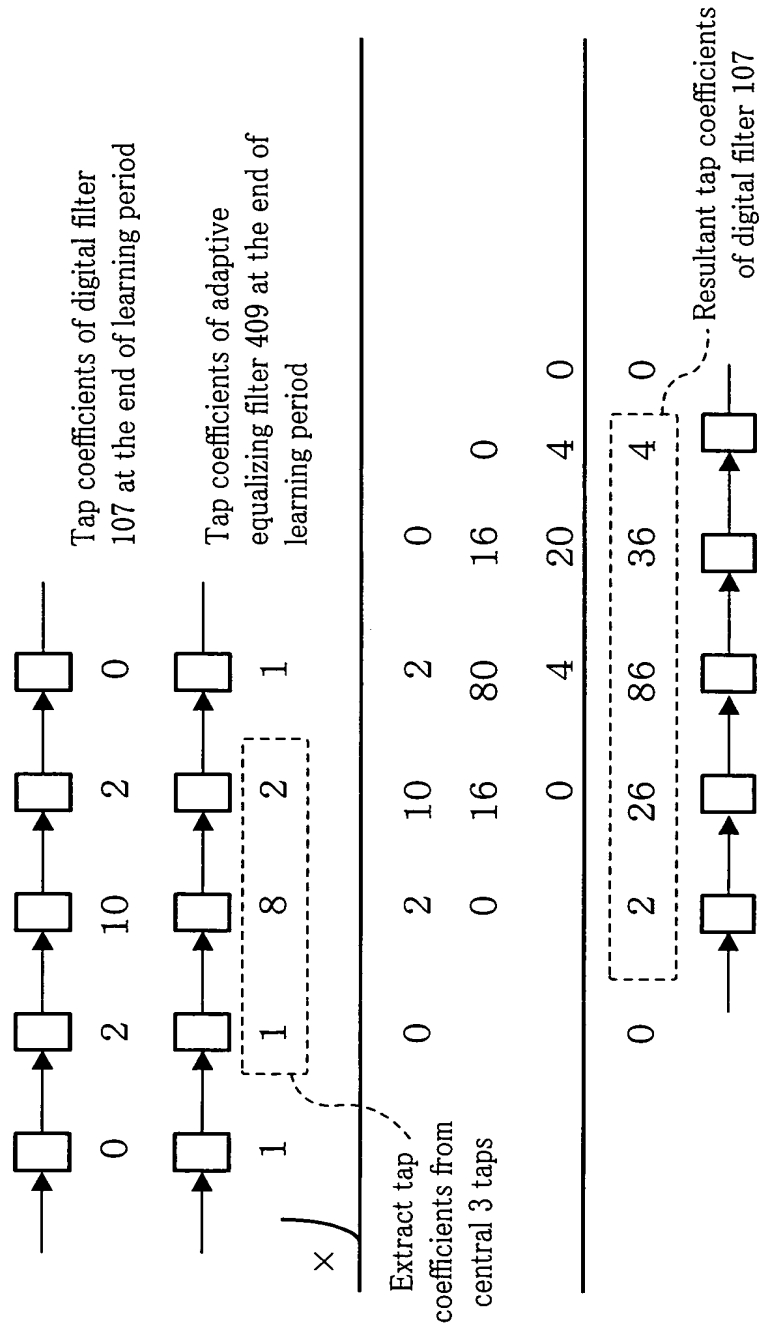 0 2 10 2 0
Tap coefficients of digital filter
107 at the end of learning period
1 1 8 2 1
Tap coefficients of adaptive
equalizing filter 409 at the end of
learning period
×
Extract tap
coefficients from
central 3 taps
0 2 10 2 0
0 16 80 16 0
0 4 20 4 0
0 2 26 86 36 4 0
Resultant tap coefficients
of digital filter 107